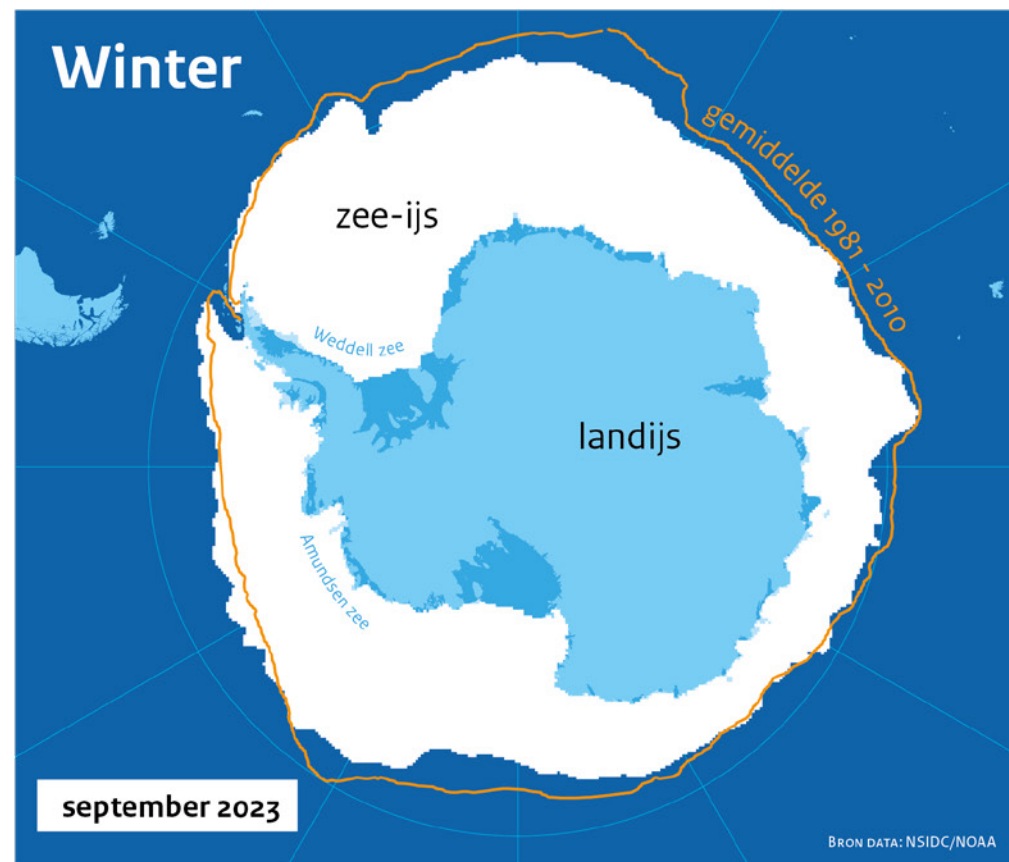 Winter
gemiddelde 1981 - 2010
zee-ijs
Weddell zee
landijs
Amundsen zee
september 2023
Bron data: NSIDC/NOAA